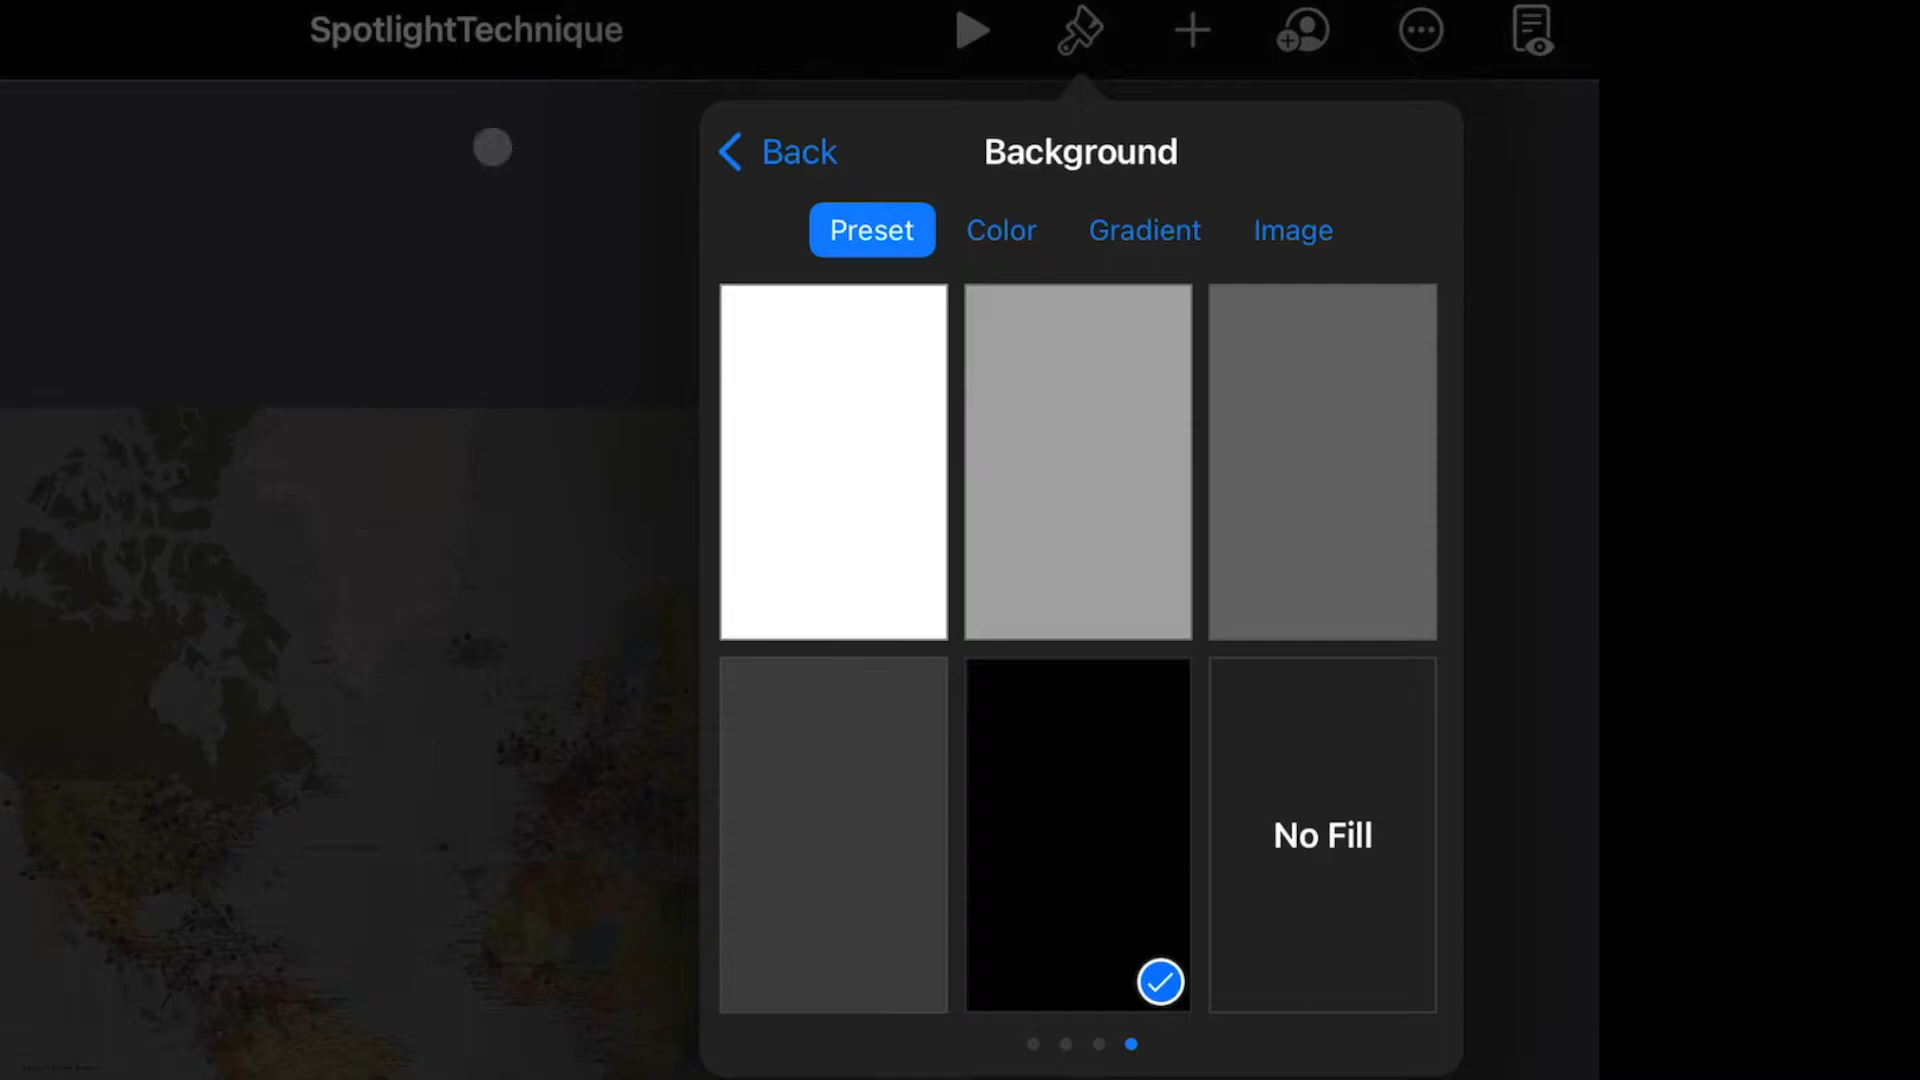 SpotlightTechnique
Back
Background
Preset
Color
Gradient
Image
No Fill